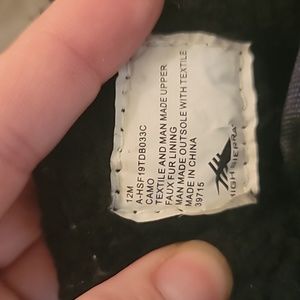 12M
A-HSF19TDB033C
CAMO
TEXTILE AND MAN MADE UPPER
FAUX FUR LINING
MAN MADE OUTSOLE WITH TEXTILE
MADE IN CHINA
39715
HIGH SIERRA